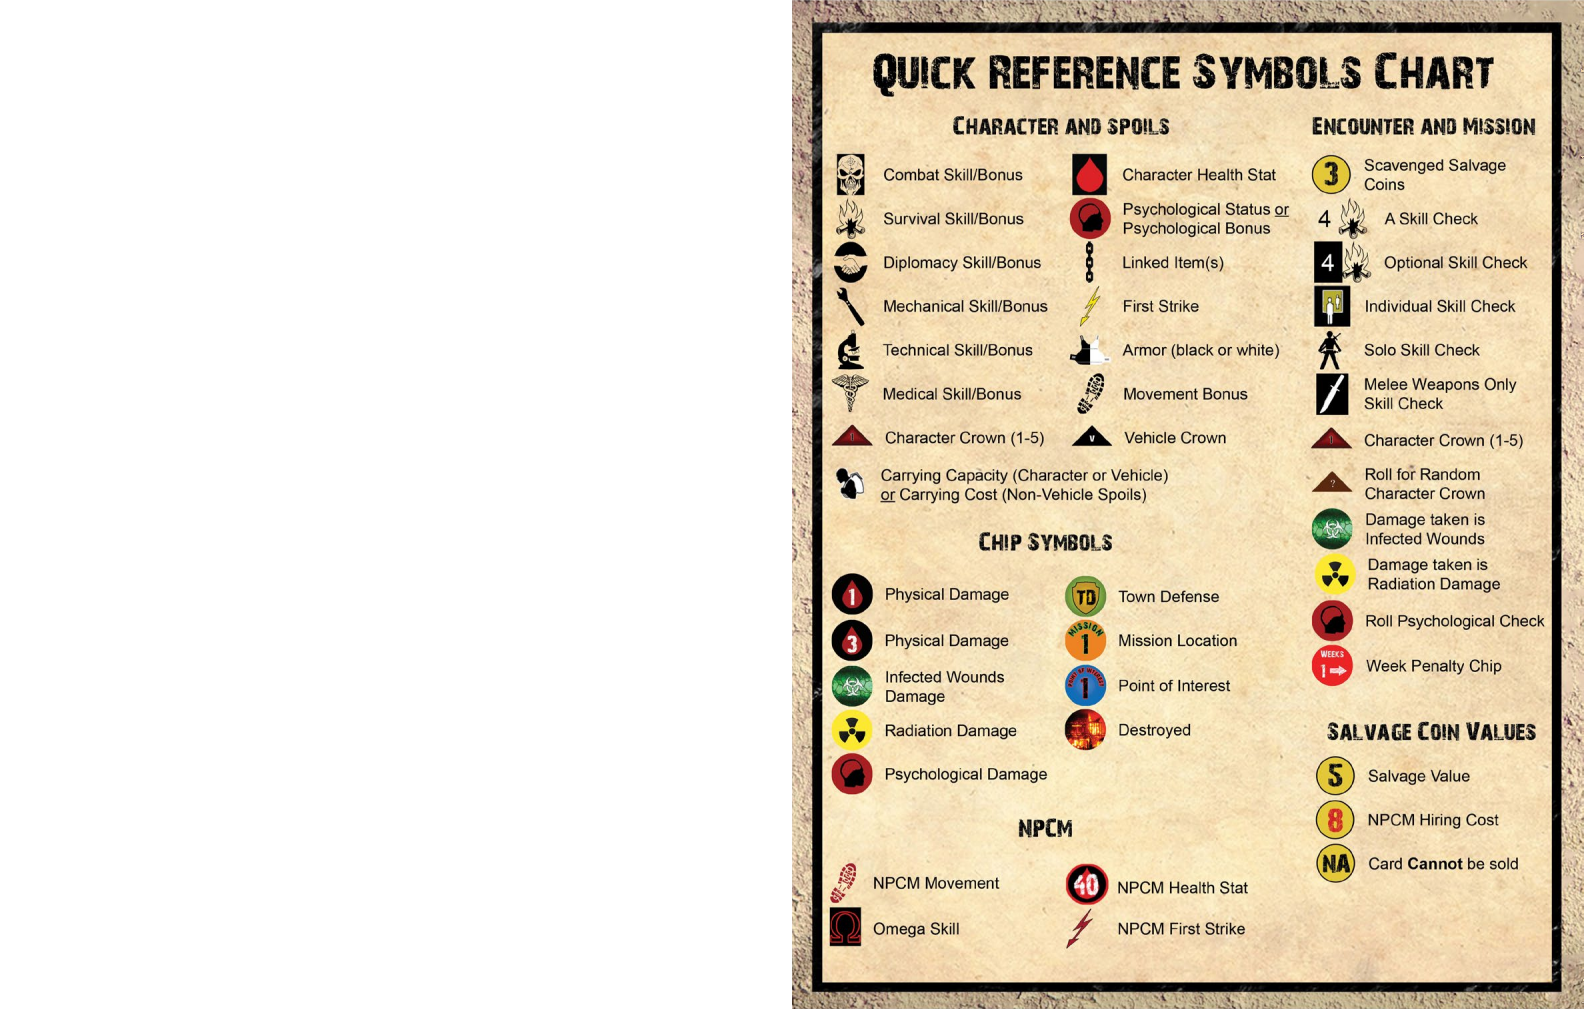 QUICK REFERENCE SYMBOLS CHART
CHARACTER AND SPOILS
Combat Skill/Bonus
Survival Skill/Bonus
Diplomacy Skill/Bonus
Mechanical Skill/Bonus
Technical Skill/Bonus
Medical Skill/Bonus
1
Character Crown (1-5)
Character Health Stat
Psychological Status or
Psychological Bonus
Linked Item(s)
First Strike
Armor (black or white)
Movement Bonus
V
Vehicle Crown
Carrying Capacity (Character or Vehicle)
or Carrying Cost (Non-Vehicle Spoils)
CHIP SYMBOLS
1
Physical Damage
3
Physical Damage
Infected Wounds
Damage
Radiation Damage
Psychological Damage
TD
Town Defense
MISSION
1
Mission Location
1
Point of Interest
Destroyed
NPCM
NPCM Movement
Ω
Omega Skill
40
NPCM Health Stat
NPCM First Strike
ENCOUNTER AND MISSION
3
Scavenged Salvage
Coins
4
A Skill Check
4
Optional Skill Check
Individual Skill Check
Solo Skill Check
Melee Weapons Only
Skill Check
1
Character Crown (1-5)
?
Roll for Random
Character Crown
Damage taken is
Infected Wounds
Damage taken is
Radiation Damage
Roll Psychological Check
WEEKS
1
Week Penalty Chip
SALVAGE COIN VALUES
5
Salvage Value
8
NPCM Hiring Cost
NA
Card Cannot be sold